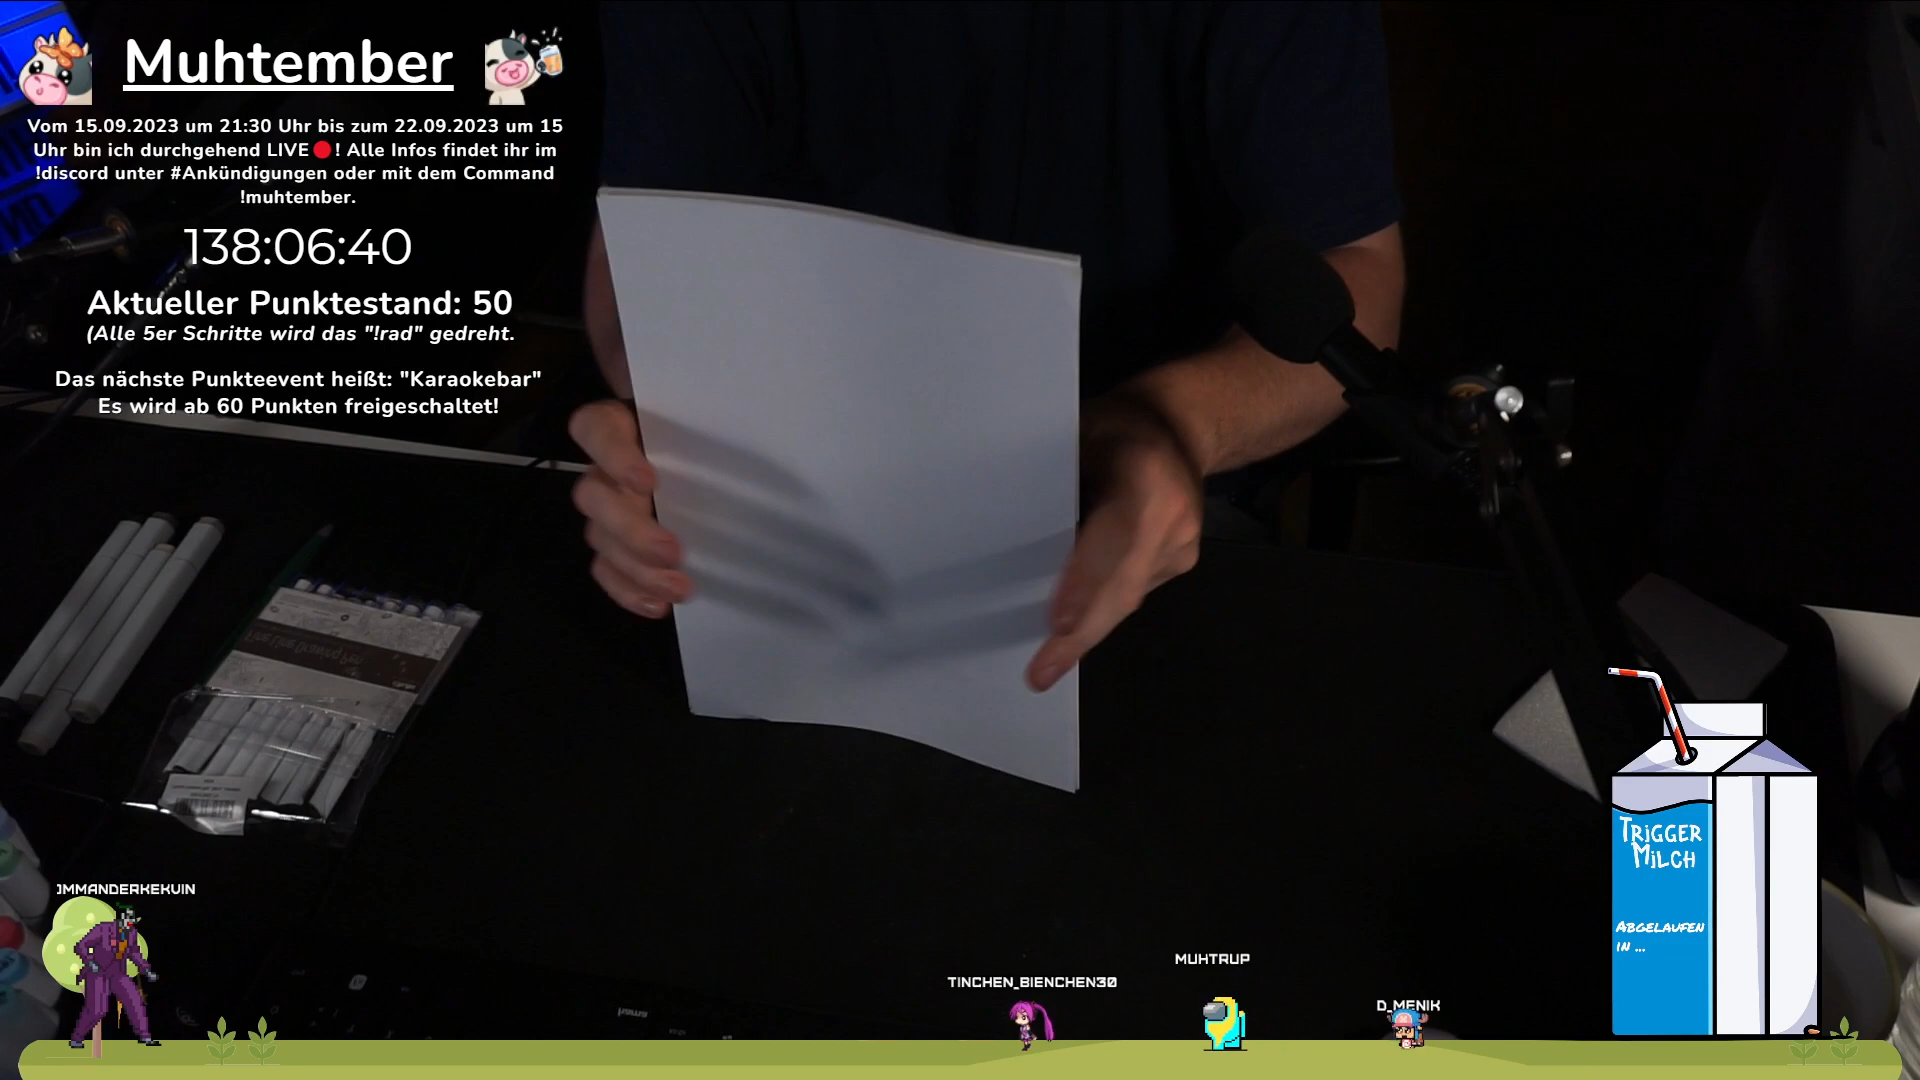 Muhtember
Vom 15.09.2023 um 21:30 Uhr bis zum 22.09.2023 um 15
Uhr bin ich durchgehend LIVE🔴! Alle Infos findet ihr im
!discord unter #Ankündigungen oder mit dem Command
!muhtember.
138:06:40
Aktueller Punktestand: 50
(Alle 5er Schritte wird das "!rad" gedreht.
Das nächste Punkteevent heißt: "Karaokebar"
Es wird ab 60 Punkten freigeschaltet!
TRiGGER
MiLCH
ABGELAUFEN
iN ...
JMMANDERKEKVIN
MUHTRUP
TINCHEN_BIENCHEN30
D_MENIK